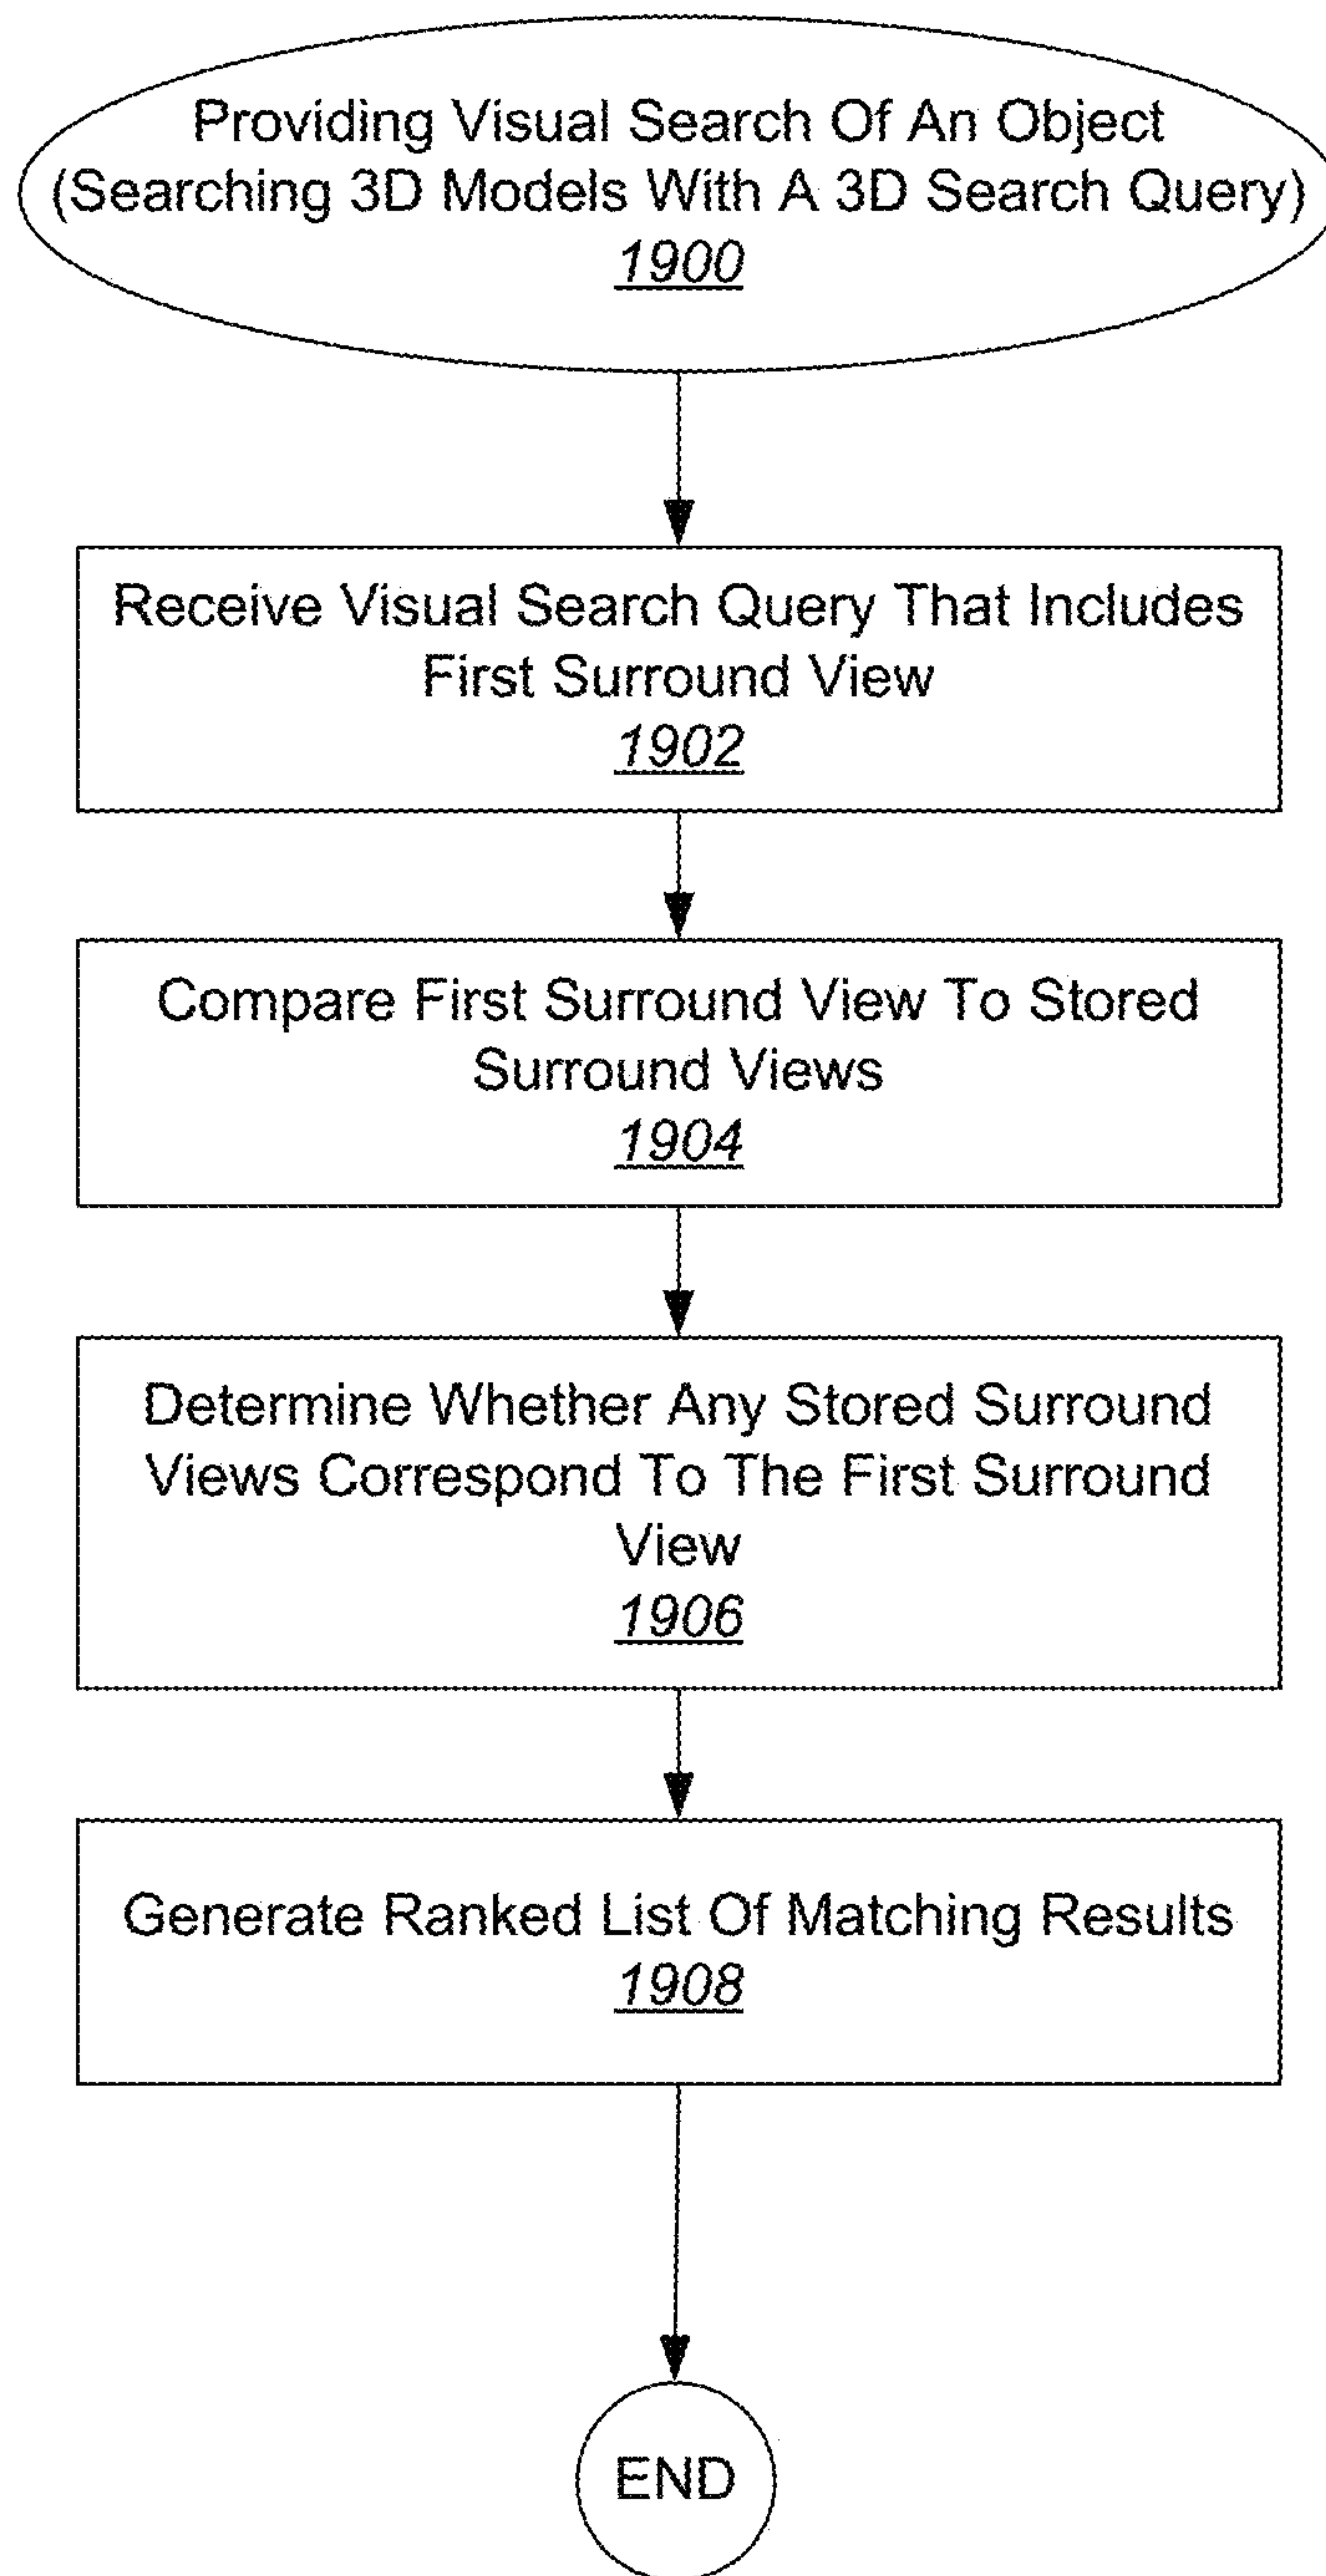 Providing Visual Search Of An Object
(Searching 3D Models With A 3D Search Query)
1900
Receive Visual Search Query That Includes
First Surround View
1902
Compare First Surround View To Stored
Surround Views
1904
Determine Whether Any Stored Surround
Views Correspond To The First Surround
View
1906
Generate Ranked List Of Matching Results
1908
END